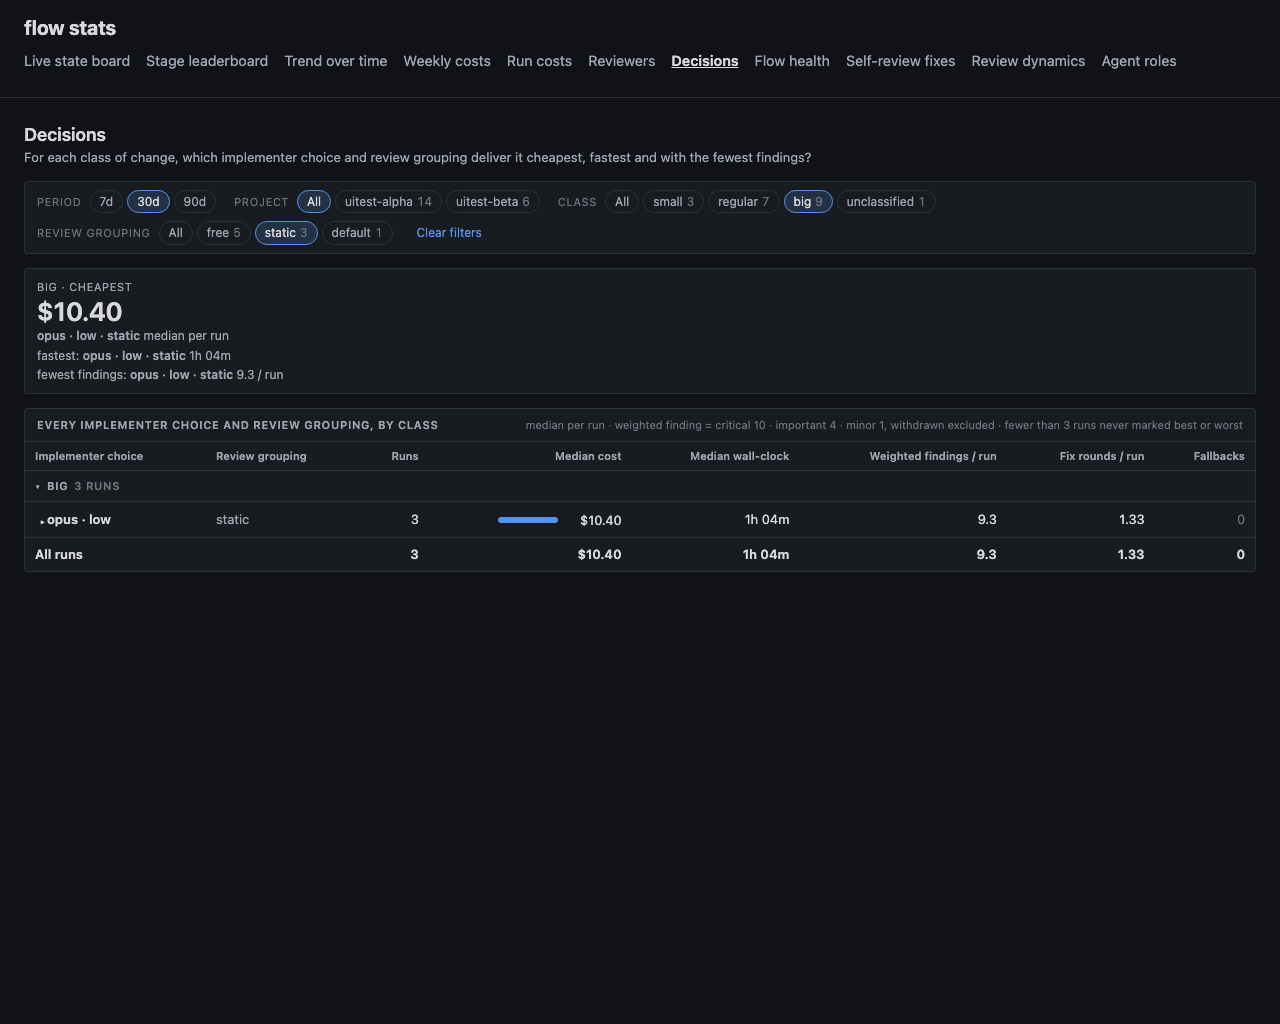 flow stats
Live state board Stage leaderboard Trend over time Weekly costs Run costs Reviewers Decisions Flow health Self-review fixes Review dynamics Agent roles
Decisions
For each class of change, which implementer choice and review grouping deliver it cheapest, fastest and with the fewest findings?
PERIOD 7d 30d 90d PROJECT All uitest-alpha 14 uitest-beta 6 CLASS All small 3 regular 7 big 9 unclassified 1
REVIEW GROUPING All free 5 static 3 default 1 Clear filters
BIG · CHEAPEST
$10.40
opus · low · static median per run
fastest: opus · low · static 1h 04m
fewest findings: opus · low · static 9.3 / run
EVERY IMPLEMENTER CHOICE AND REVIEW GROUPING, BY CLASS median per run · weighted finding = critical 10 · important 4 · minor 1, withdrawn excluded · fewer than 3 runs never marked best or worst
Implementer choice Review grouping Runs Median cost Median wall-clock Weighted findings / run Fix rounds / run Fallbacks
▾ BIG 3 RUNS
▸ opus · low static 3 $10.40 1h 04m 9.3 1.33 0
All runs 3 $10.40 1h 04m 9.3 1.33 0